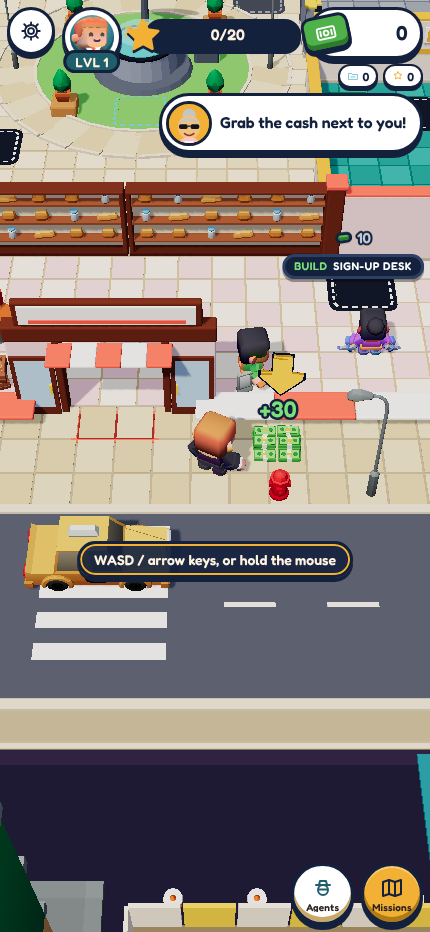 0/20
0
LVL 1
0
0
Grab the cash next to you!
10
BUILD SIGN-UP DESK
+30
WASD / arrow keys, or hold the mouse
Agents
Missions